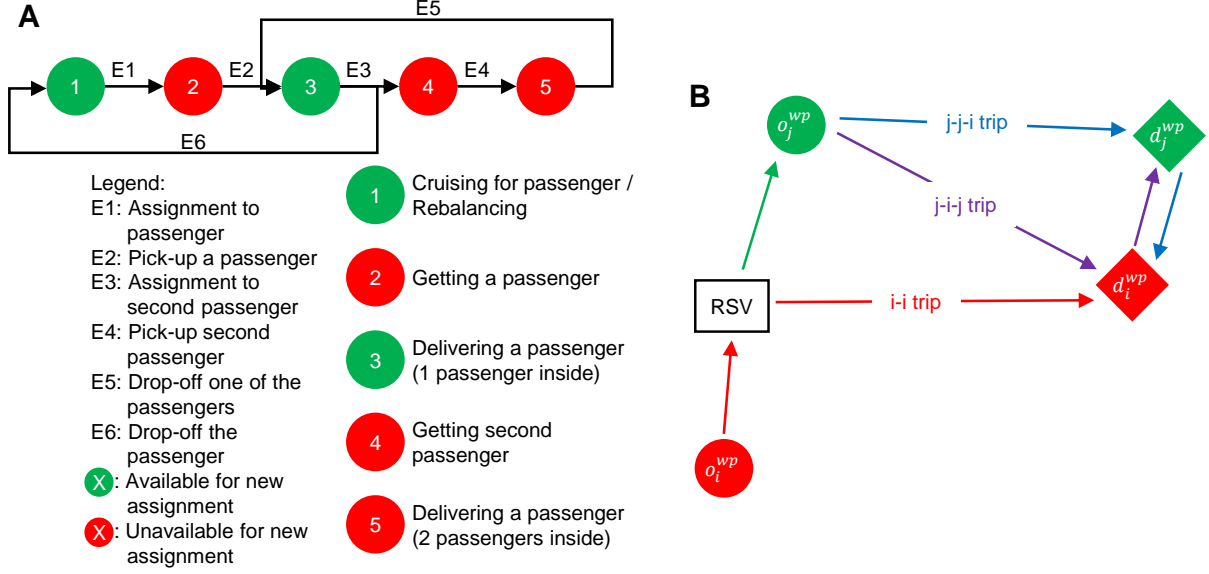 A
E5
1
E1
2
E2
3
E3
4
E4
5
E6
Legend:
E1: Assignment to
passenger
E2: Pick-up a passenger
E3: Assignment to
second passenger
E4: Pick-up second
passenger
E5: Drop-off one of the
passengers
E6: Drop-off the
passenger
X: Available for new
assignment
X: Unavailable for new
assignment
1
Cruising for passenger /
Rebalancing
2
Getting a passenger
3
Delivering a passenger
(1 passenger inside)
4
Getting second
passenger
5
Delivering a passenger
(2 passengers inside)
B
o_j^{wp}
j-j-i trip
d_j^{wp}
j-i-j trip
d_i^{wp}
RSV
i-i trip
o_i^{wp}